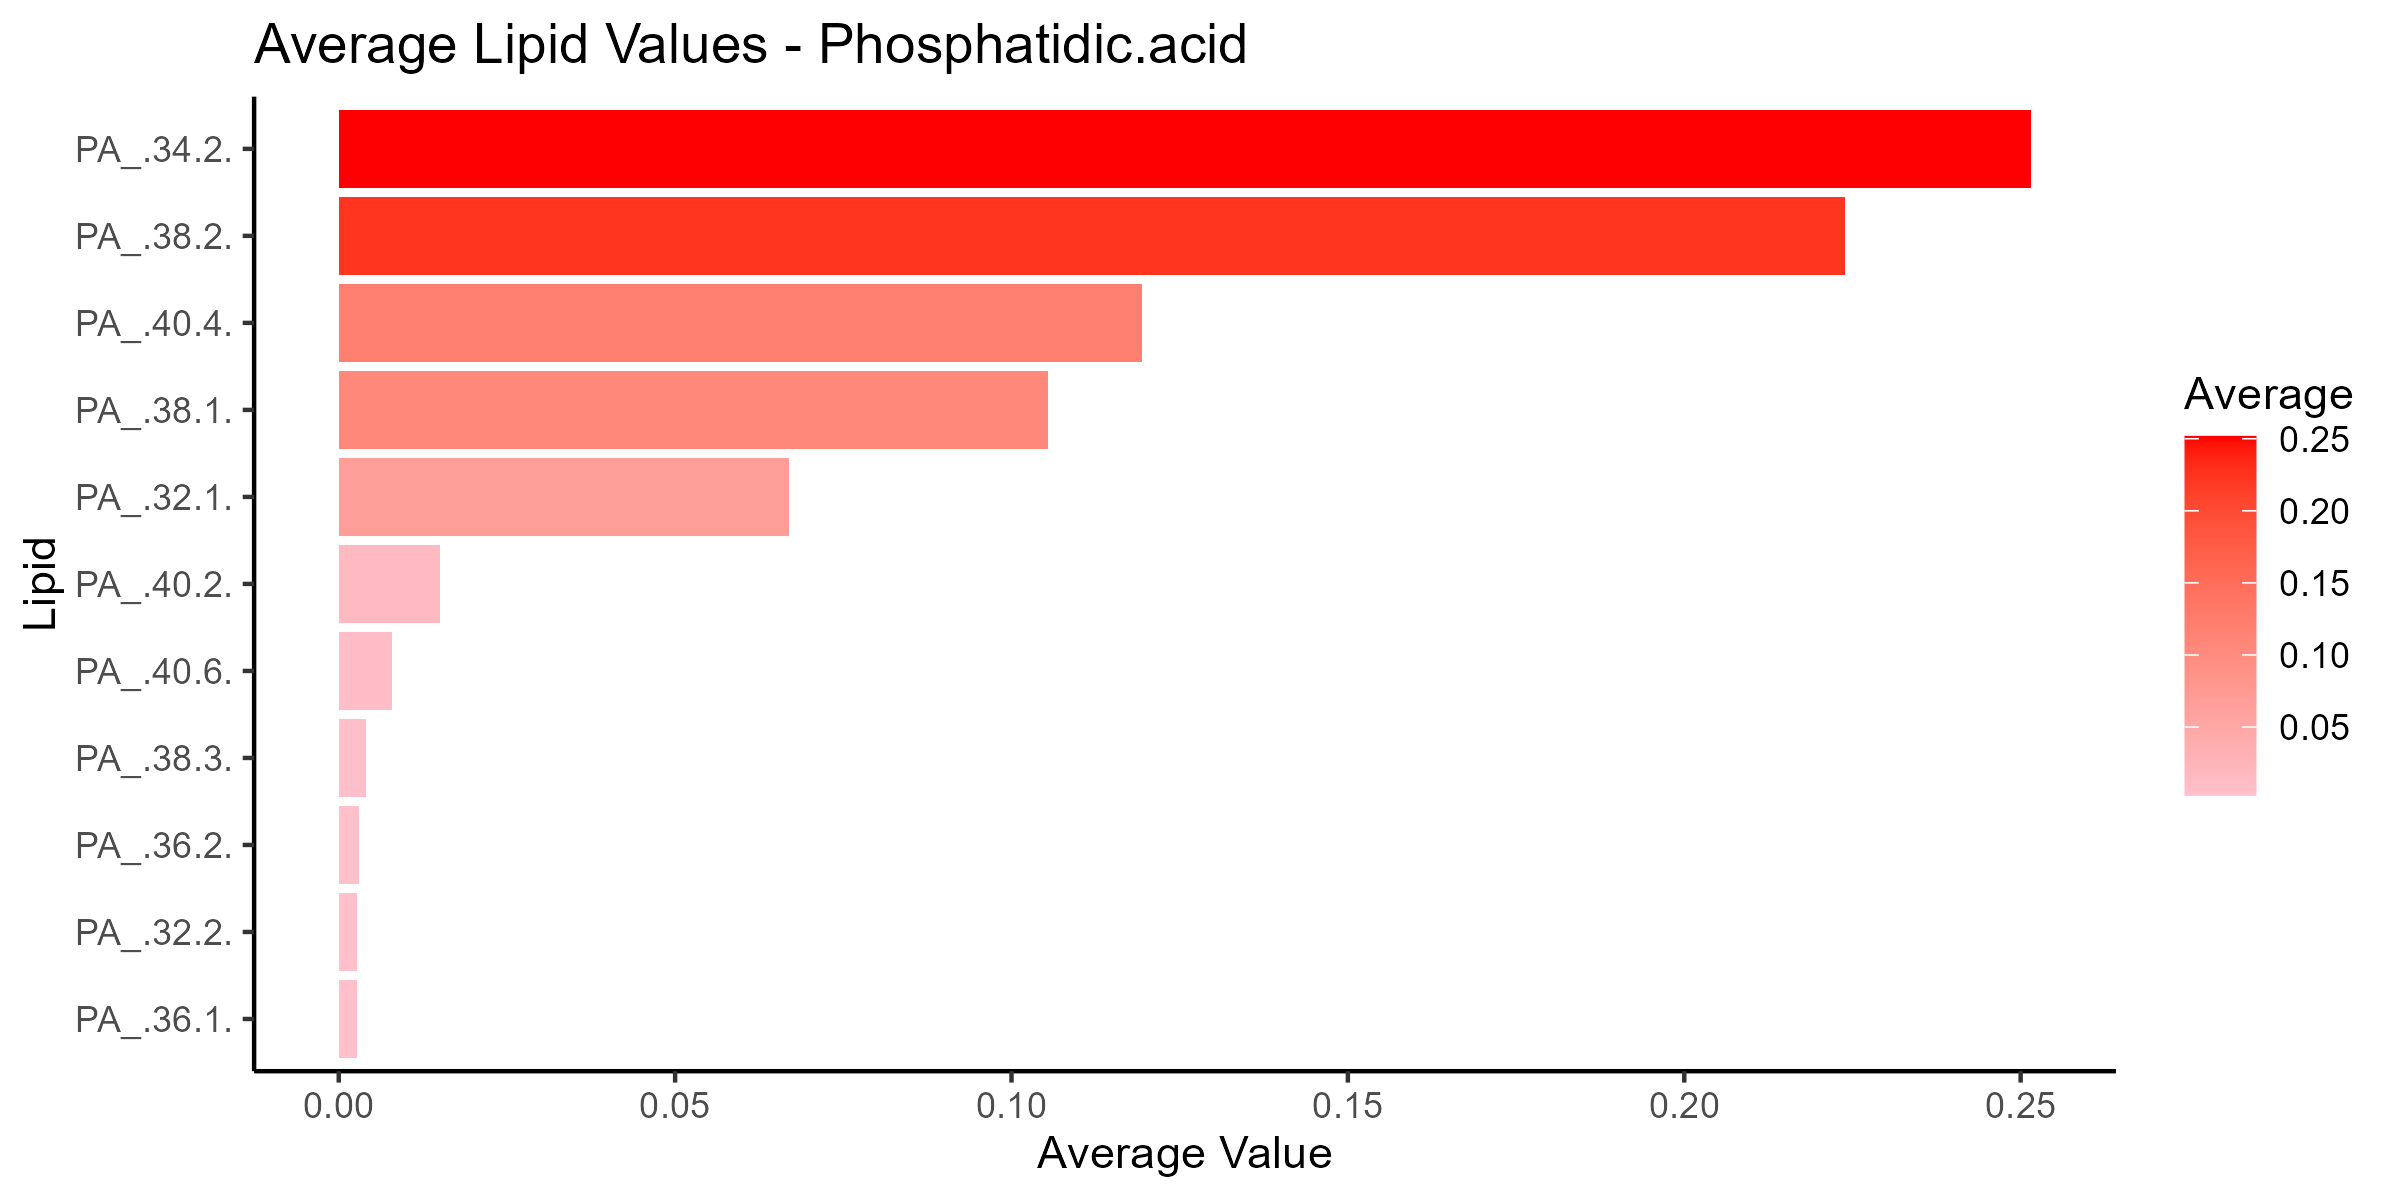 Average Lipid Values - Phosphatidic.acid
Lipid
PA_.34.2.
PA_.38.2.
PA_.40.4.
PA_.38.1.
PA_.32.1.
PA_.40.2.
PA_.40.6.
PA_.38.3.
PA_.36.2.
PA_.32.2.
PA_.36.1.
0.00 0.05 0.10 0.15 0.20 0.25
Average Value
Average
0.25
0.20
0.15
0.10
0.05